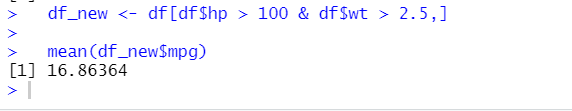 > df_new <- df[df$hp > 100 & df$wt > 2.5,]
>
> mean(df_new$mpg)
[1] 16.86364
>